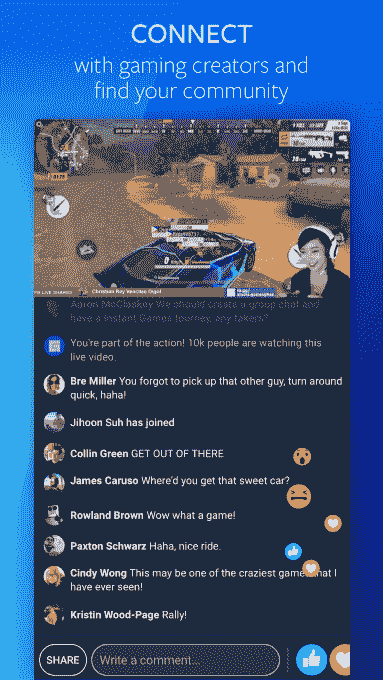 CONNECT
with gaming creators and
find your community
Aaron McCloskey We should create a group chat and
have a Instant Games tourney, any takers?
You're part of the action! 10k people are watching this
live video.
Bre Miller You forgot to pick up that other guy, turn around
quick, haha!
Jihoon Suh has joined
Collin Green GET OUT OF THERE
James Caruso Where'd you get that sweet car?
Rowland Brown Wow what a game!
Paxton Schwarz Haha, nice ride.
Cindy Wong This may be one of the craziest game that I
have ever seen!
Kristin Wood-Page Rally!
SHARE
Write a comment...